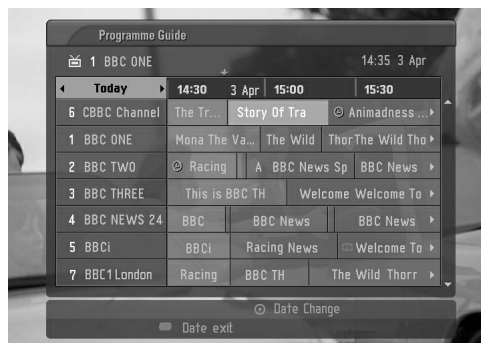 Programme Guide
1 BBC ONE 14:35 3 Apr
Today 14:30 3 Apr 15:00 15:30
6 CBBC Channel The Tr... Story Of Tra Animadness ...
1 BBC ONE Mona The Va... The Wild ThorThe Wild Tho
2 BBC TWO Racing A BBC News Sp BBC News
3 BBC THREE This is BBC TH Welcome Welcome To
4 BBC NEWS 24 BBC BBC News BBC News
5 BBCi BBCi Racing News Welcome To
7 BBC1 London Racing BBC TH The Wild Thorr
Date Change
Date exit